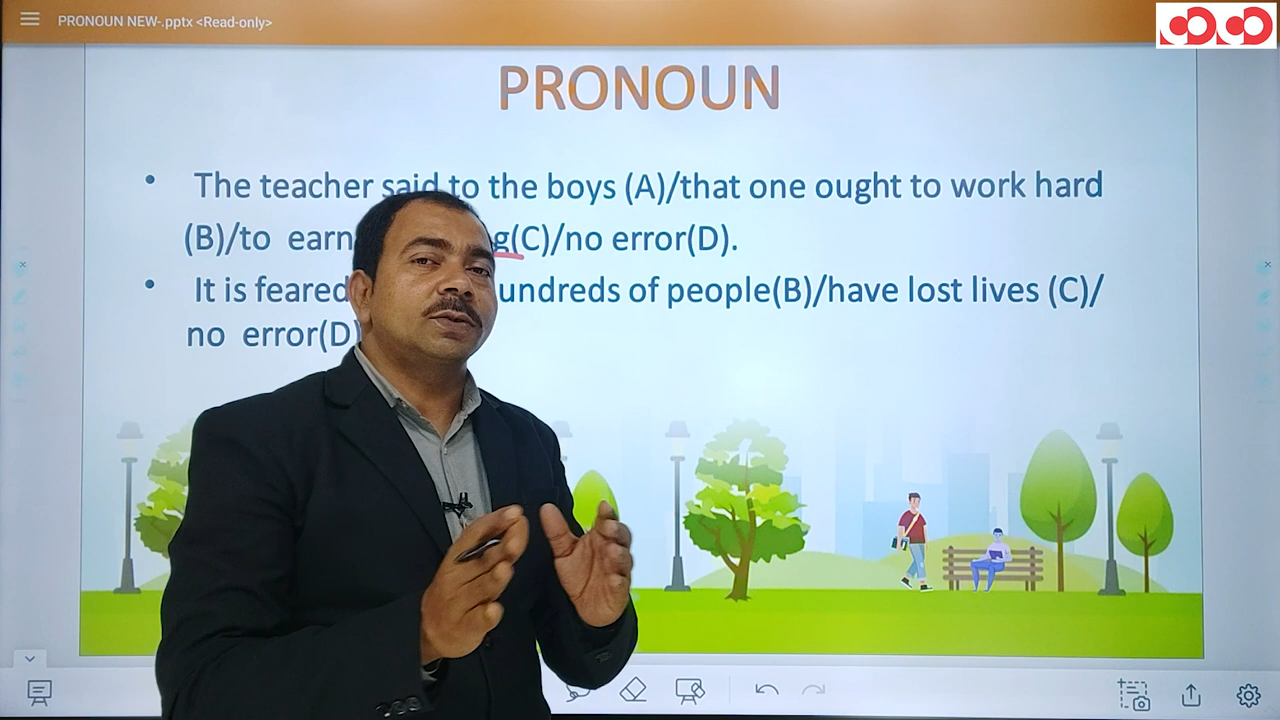 PRONOUN NEW-.pptx <Read-only>
PRONOUN
• The teacher said to the boys (A)/that one ought to work hard
(B)/to earn (C)/no error(D).
• It is feared of people(B)/have lost lives (C)/
no error(D)